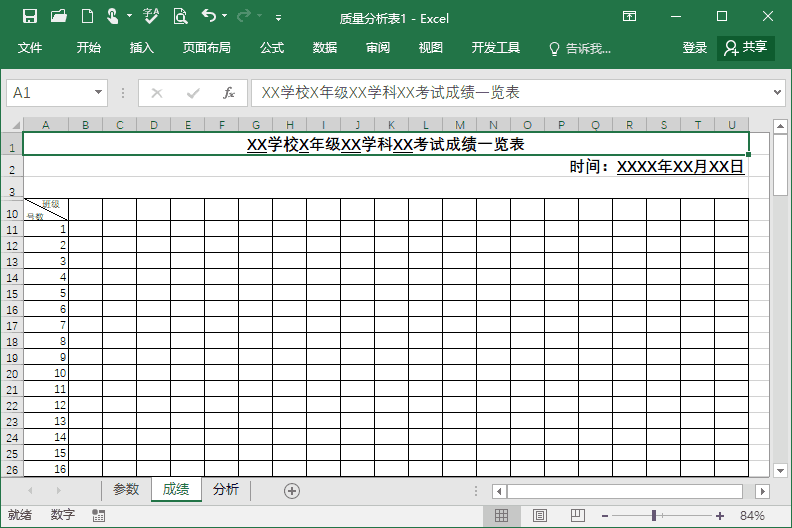 质量分析表1 - Excel
文件 开始 插入 页面布局 公式 数据 审阅 视图 开发工具 告诉我... 登录 共享
A1 fx XX学校X年级XX学科XX考试成绩一览表
A B C D E F G H I J K L M N O P Q R S T U
1 XX学校X年级XX学科XX考试成绩一览表
2 时间：XXXX年XX月XX日
3
班级
10 号数
11 1
12 2
13 3
14 4
15 5
16 6
17 7
18 8
19 9
20 10
21 11
22 12
23 13
24 14
25 15
26 16
参数 成绩 分析
就绪 数字 84%